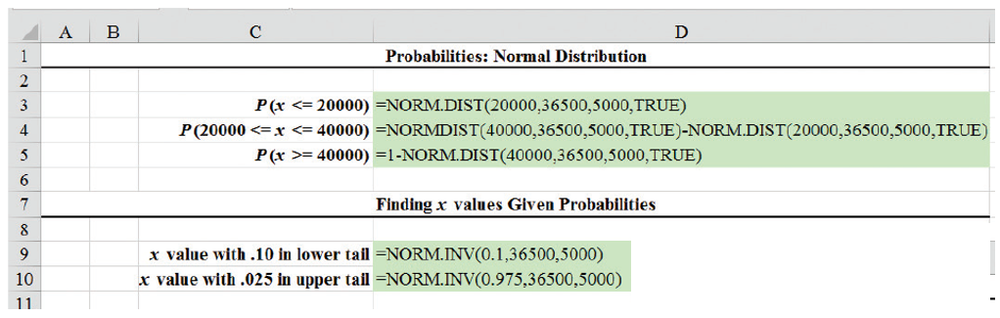 A B C D
1 Probabilities: Normal Distribution
2
3 P(x <= 20000) =NORM.DIST(20000,36500,5000,TRUE)
4 P(20000 <= x <= 40000) =NORMDIST(40000,36500,5000,TRUE)-NORM.DIST(20000,36500,5000,TRUE)
5 P(x >= 40000) =1-NORM.DIST(40000,36500,5000,TRUE)
6
7 Finding x values Given Probabilities
8
9 x value with .10 in lower tail =NORM.INV(0.1,36500,5000)
10 x value with .025 in upper tail =NORM.INV(0.975,36500,5000)
11